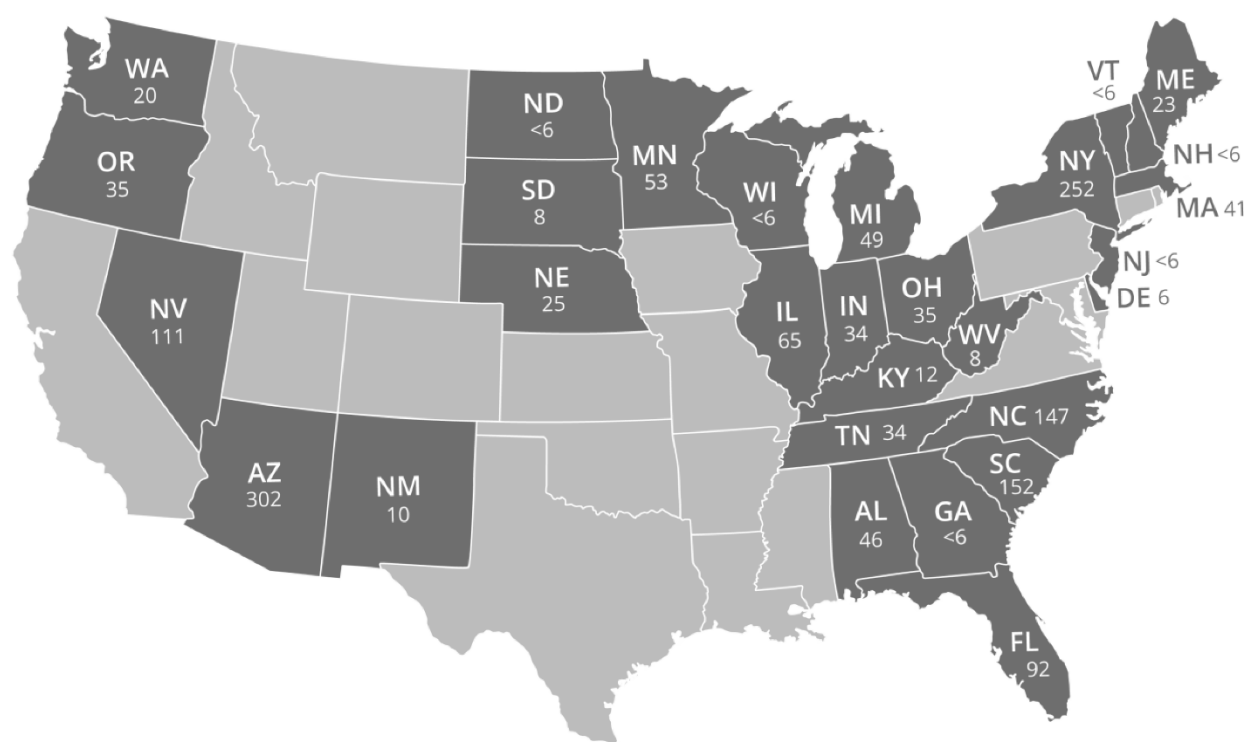 WA
20
OR
35
NV
111
AZ
302
NM
10
ND
<6
SD
8
NE
25
MN
53
WI
<6
MI
49
IL
65
IN
34
OH
35
WV
8
KY 12
TN 34
NC 147
SC
152
AL
46
GA
<6
FL
92
VT
<6
ME
23
NY
252
NH <6
MA 41
NJ <6
DE 6